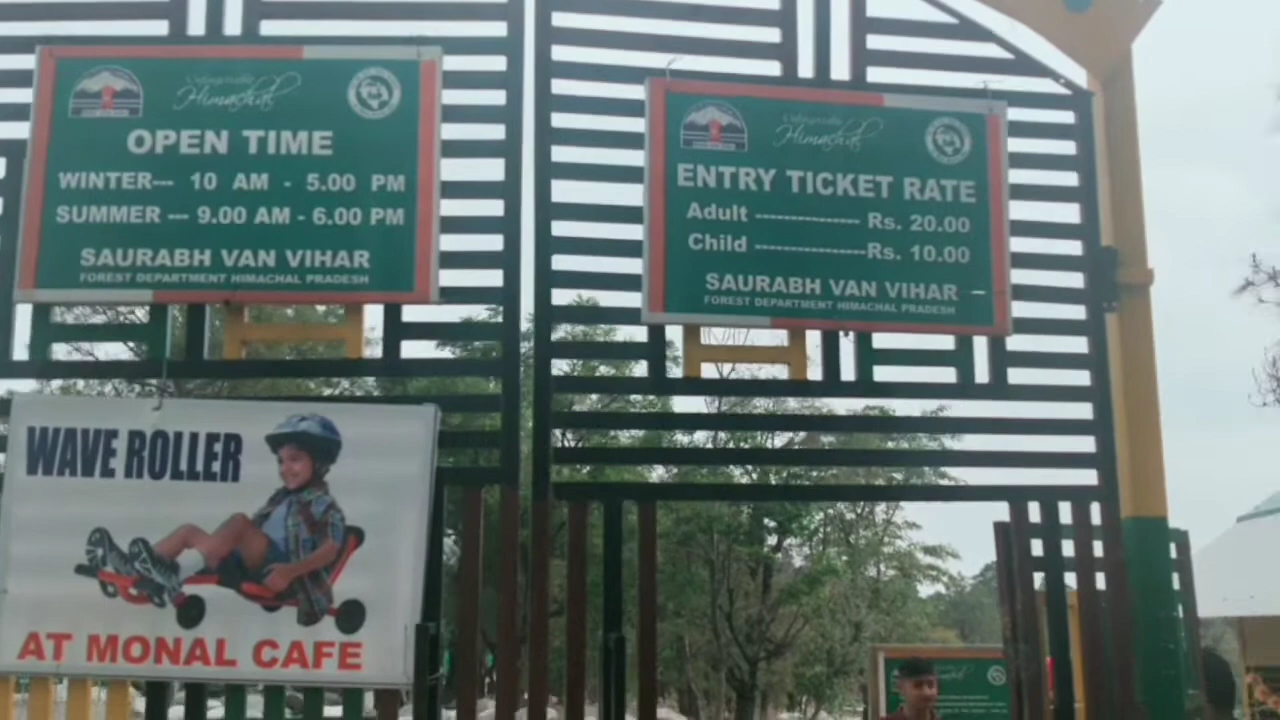 Unforgettable
Himachal
OPEN TIME
WINTER--- 10 AM - 5.00 PM
SUMMER --- 9.00 AM - 6.00 PM
SAURABH VAN VIHAR
FOREST DEPARTMENT HIMACHAL PRADESH
Unforgettable
Himachal
ENTRY TICKET RATE
Adult --------------- Rs. 20.00
Child ----------------Rs. 10.00
SAURABH VAN VIHAR
FOREST DEPARTMENT HIMACHAL PRADESH
WAVE ROLLER
AT MONAL CAFE